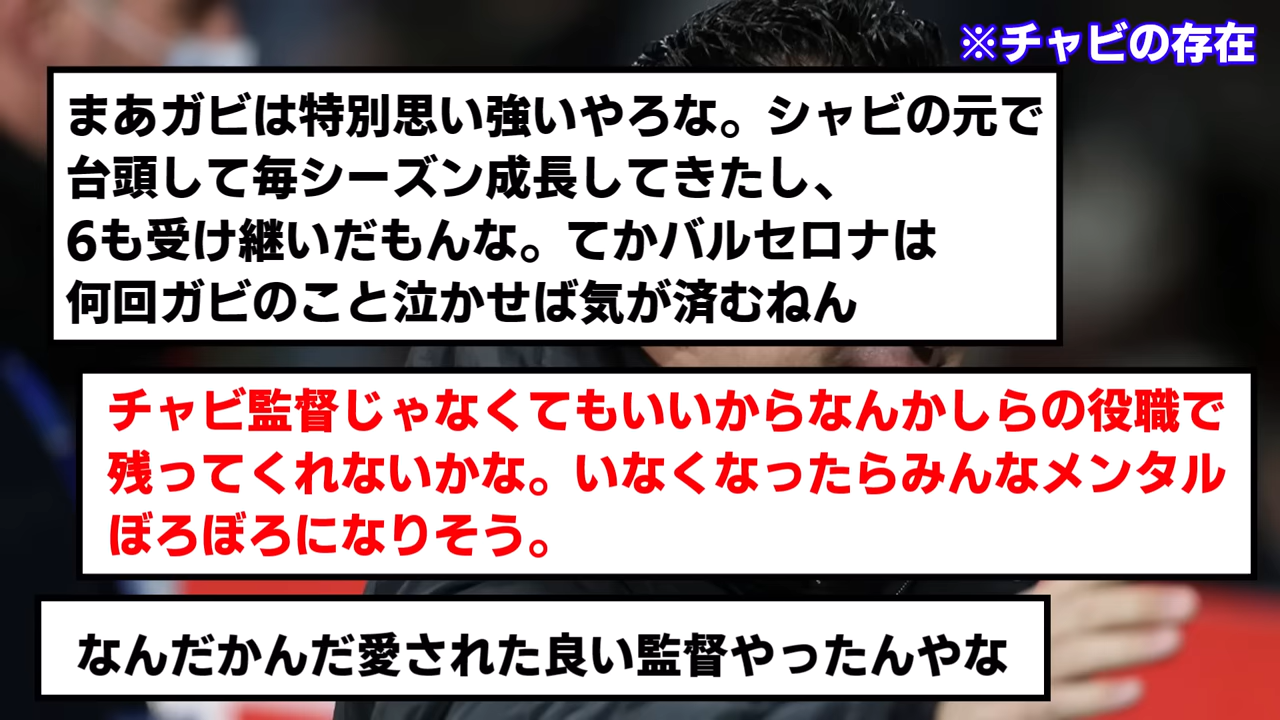 ※チャビの存在
まあガビは特別思い強いやろな。シャビの元で
台頭して毎シーズン成長してきたし、
6も受け継いだもんな。てかバルセロナは
何回ガビのこと泣かせば気が済むねん
チャビ監督じゃなくてもいいからなんかしらの役職で
残ってくれないかな。いなくなったらみんなメンタル
ぼろぼろになりそう。
なんだかんだ愛された良い監督やったんやな